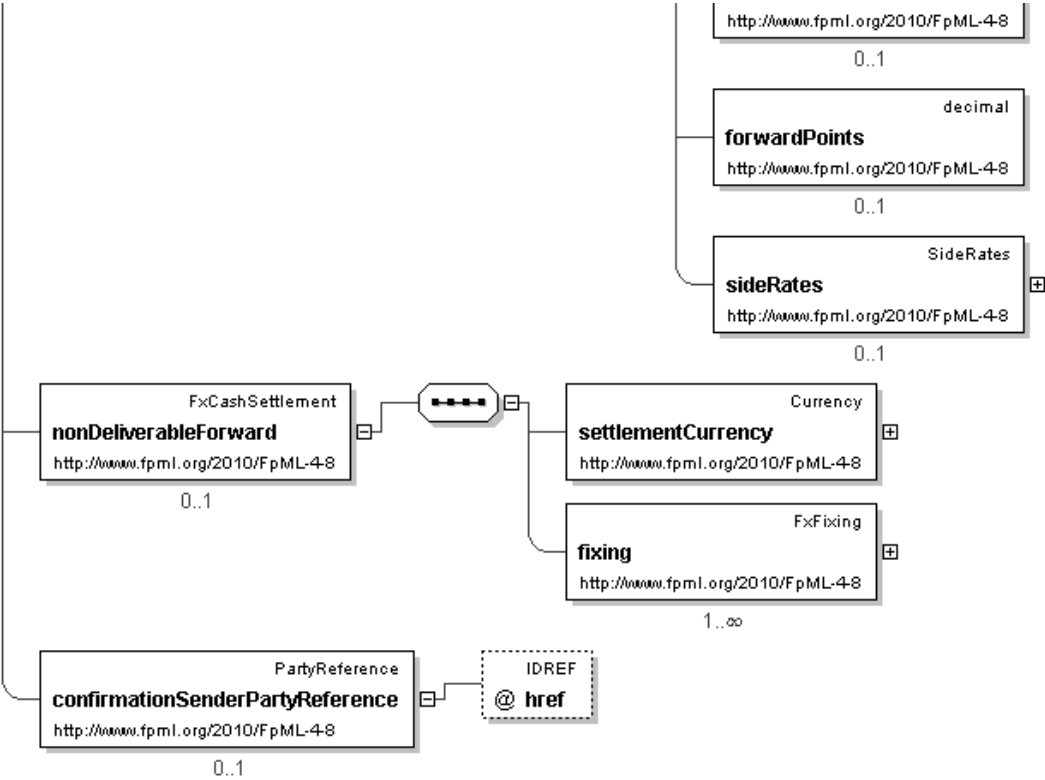 http://www.fpml.org/2010/FpML-4-8
0..1
decimal
forwardPoints
http://www.fpml.org/2010/FpML-4-8
0..1
SideRates
sideRates
http://www.fpml.org/2010/FpML-4-8
0..1
FxCashSettlement
nonDeliverableForward
http://www.fpml.org/2010/FpML-4-8
0..1
Currency
settlementCurrency
http://www.fpml.org/2010/FpML-4-8
FxFixing
fixing
http://www.fpml.org/2010/FpML-4-8
1..∞
PartyReference
confirmationSenderPartyReference
http://www.fpml.org/2010/FpML-4-8
0..1
IDREF
@ href